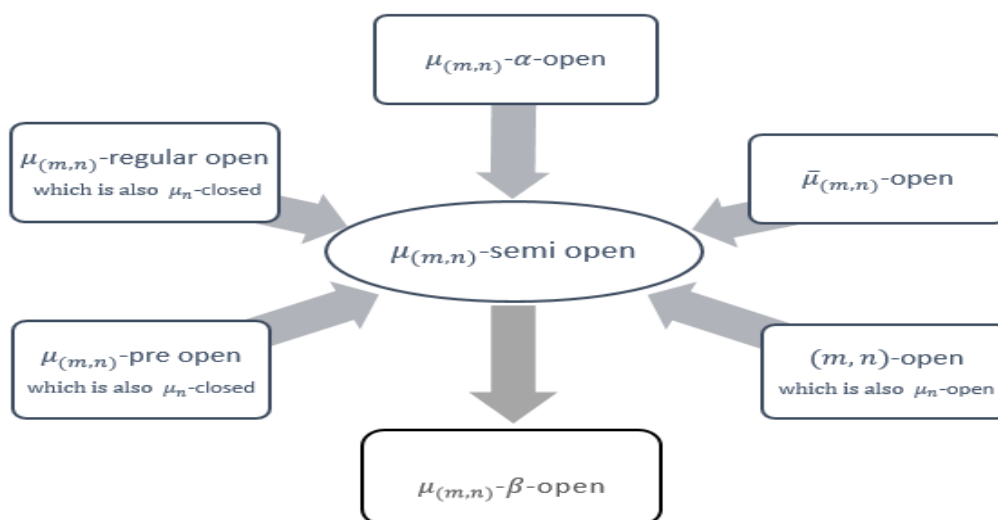 μ₍ₘ,ₙ₎-α-open
μ₍ₘ,ₙ₎-regular open
which is also μₙ-closed
μ̄₍ₘ,ₙ₎-open
μ₍ₘ,ₙ₎-semi open
μ₍ₘ,ₙ₎-pre open
which is also μₙ-closed
(m, n)-open
which is also μₙ-open
μ₍ₘ,ₙ₎-β-open